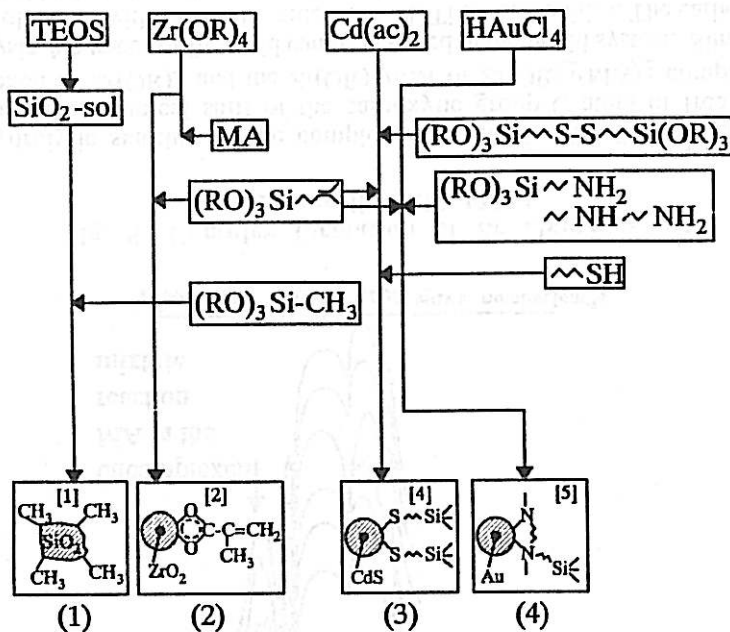 TEOS Zr(OR)4 Cd(ac)2 HAuCl4
SiO2-sol
MA
(RO)3Si~~S-S~~Si(OR)3
(RO)3Si~
(RO)3Si~NH2
~NH~NH2
~SH
(RO)3Si-CH3
[1] [2] [4] [5]
CH3 CH3 SiO2 CH3 CH3
O O C-C=CH2 CH3 ZrO2
S~Si S~Si CdS
N N~Si Au
(1) (2) (3) (4)